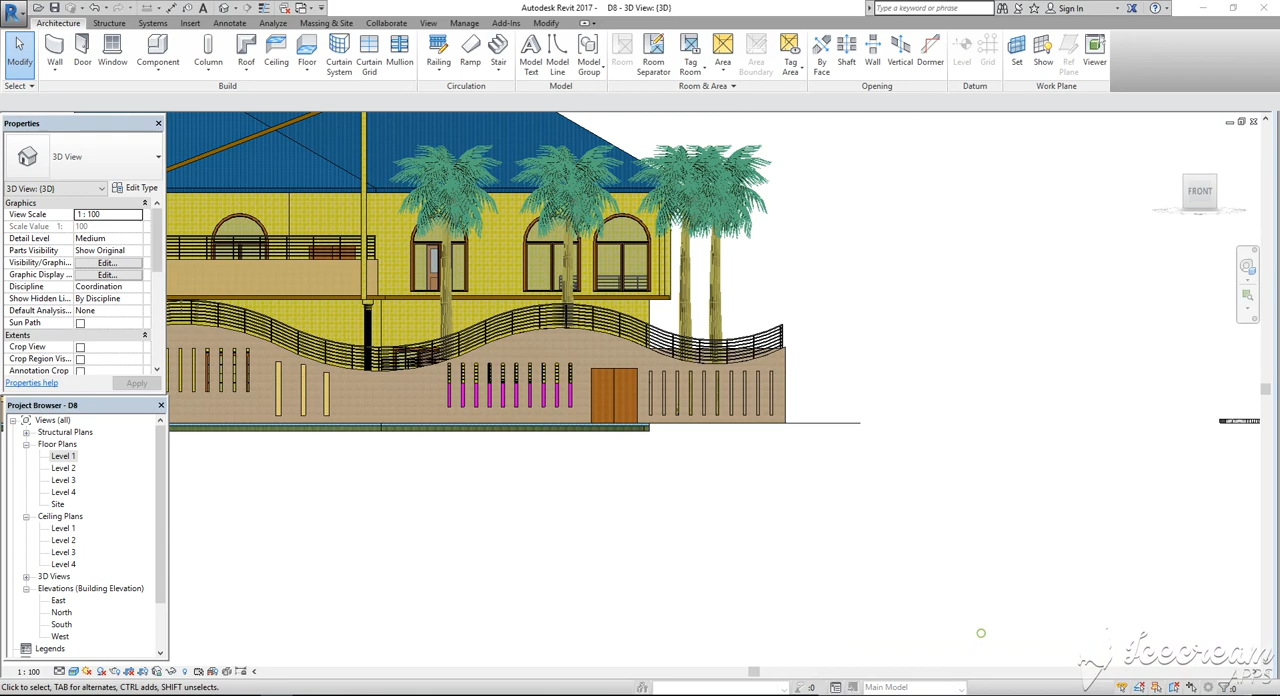 Autodesk Revit 2017 -    D8 - 3D View: {3D}
Type a keyword or phrase
Sign In
Architecture
Structure
Systems
Insert
Annotate
Analyze
Massing & Site
Collaborate
View
Manage
Add-Ins
Modify
Modify
Wall
Door
Window
Component
Column
Roof
Ceiling
Floor
Curtain System
Curtain Grid
Mullion
Railing
Ramp
Stair
Model Text
Model Line
Model Group
Room
Room Separator
Tag Room
Area
Area Boundary
Tag Area
By Face
Shaft
Wall
Vertical
Dormer
Level
Grid
Set
Show
Ref Plane
Viewer
Select
Build
Circulation
Model
Room & Area
Opening
Datum
Work Plane
Properties
3D View
3D View: {3D}
Edit Type
Graphics
View Scale
1 : 100
Scale Value    1:
100
Detail Level
Medium
Parts Visibility
Show Original
Visibility/Graphi...
Edit...
Graphic Display ...
Edit...
Discipline
Coordination
Show Hidden Li...
By Discipline
Default Analysis...
None
Sun Path
Extents
Crop View
Crop Region Vis...
Annotation Crop
Properties help
Apply
Project Browser - D8
Views (all)
Structural Plans
Floor Plans
Level 1
Level 2
Level 3
Level 4
Site
Ceiling Plans
Level 1
Level 2
Level 3
Level 4
3D Views
Elevations (Building Elevation)
East
North
South
West
Legends
FRONT
1 : 100
Click to select, TAB for alternates, CTRL adds, SHIFT unselects.
:0
Main Model
:0
Icecream
APPS